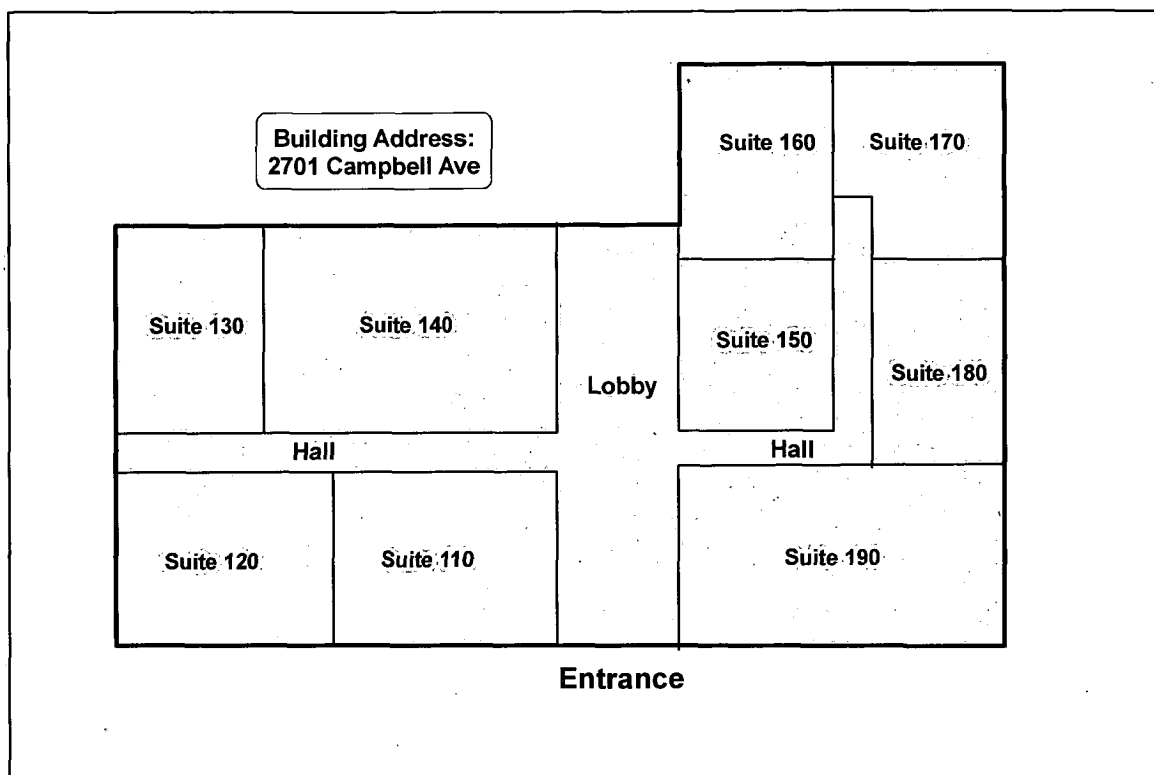 Building Address:
2701 Campbell Ave
Suite 160
Suite 170
Suite 130
Suite 140
Suite 150
Lobby
Suite 180
Hall
Hall
Suite 120
Suite 110
Suite 190
Entrance